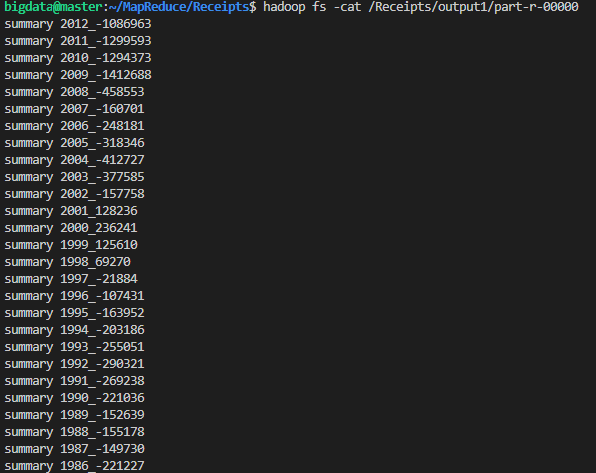 bigdata@master:~/MapReduce/Receipts$ hadoop fs -cat /Receipts/output1/part-r-00000
summary 2012_-1086963
summary 2011_-1299593
summary 2010_-1294373
summary 2009_-1412688
summary 2008_-458553
summary 2007_-160701
summary 2006_-248181
summary 2005_-318346
summary 2004_-412727
summary 2003_-377585
summary 2002_-157758
summary 2001_128236
summary 2000_236241
summary 1999_125610
summary 1998_69270
summary 1997_-21884
summary 1996_-107431
summary 1995_-163952
summary 1994_-203186
summary 1993_-255051
summary 1992_-290321
summary 1991_-269238
summary 1990_-221036
summary 1989_-152639
summary 1988_-155178
summary 1987_-149730
summary 1986_-221227